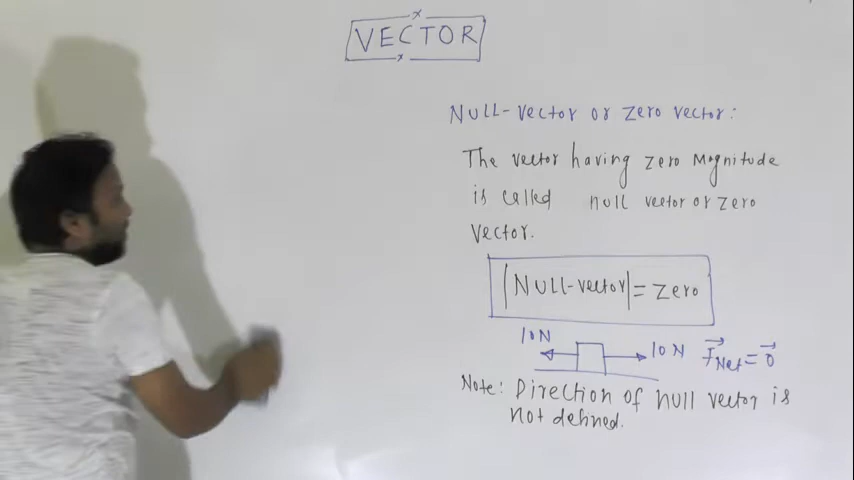 VECTOR
NULL-vector or Zero vector:
The vector having zero Magnitude
is called null vector or zero
vector.
|NULL-vector| = Zero
10N 10 N F⃗Net = 0⃗
Note: Direction of null vector is
not defined.